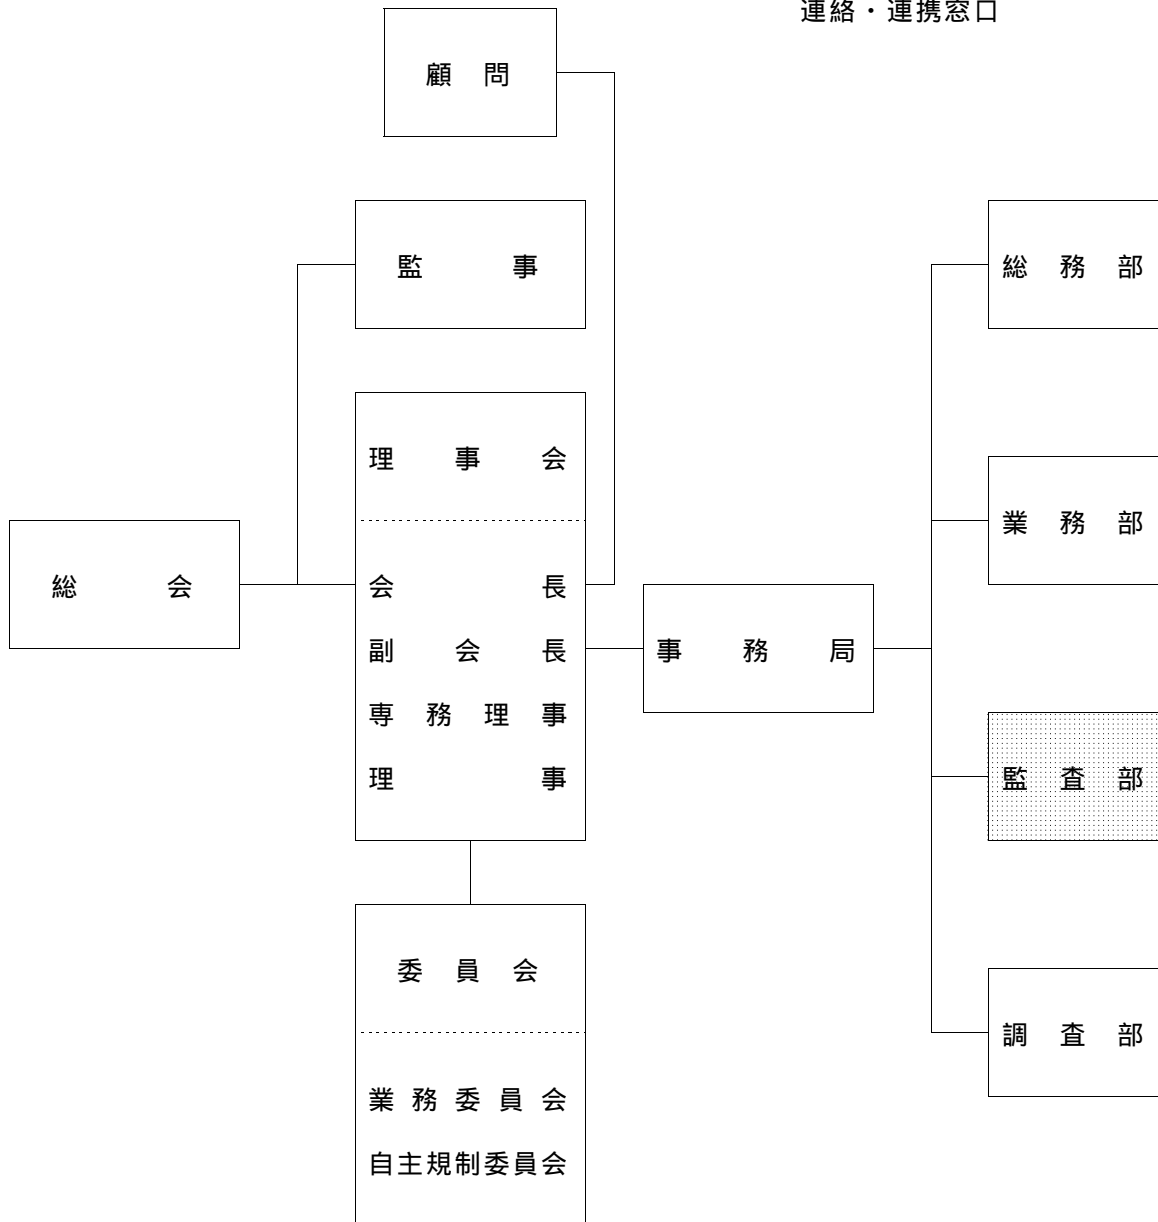 連絡・連携窓口
顧問
監事
総務部
理事会
業務部
総会
会長
副会長
事務局
専務理事
理事
監査部
委員会
調査部
業務委員会
自主規制委員会